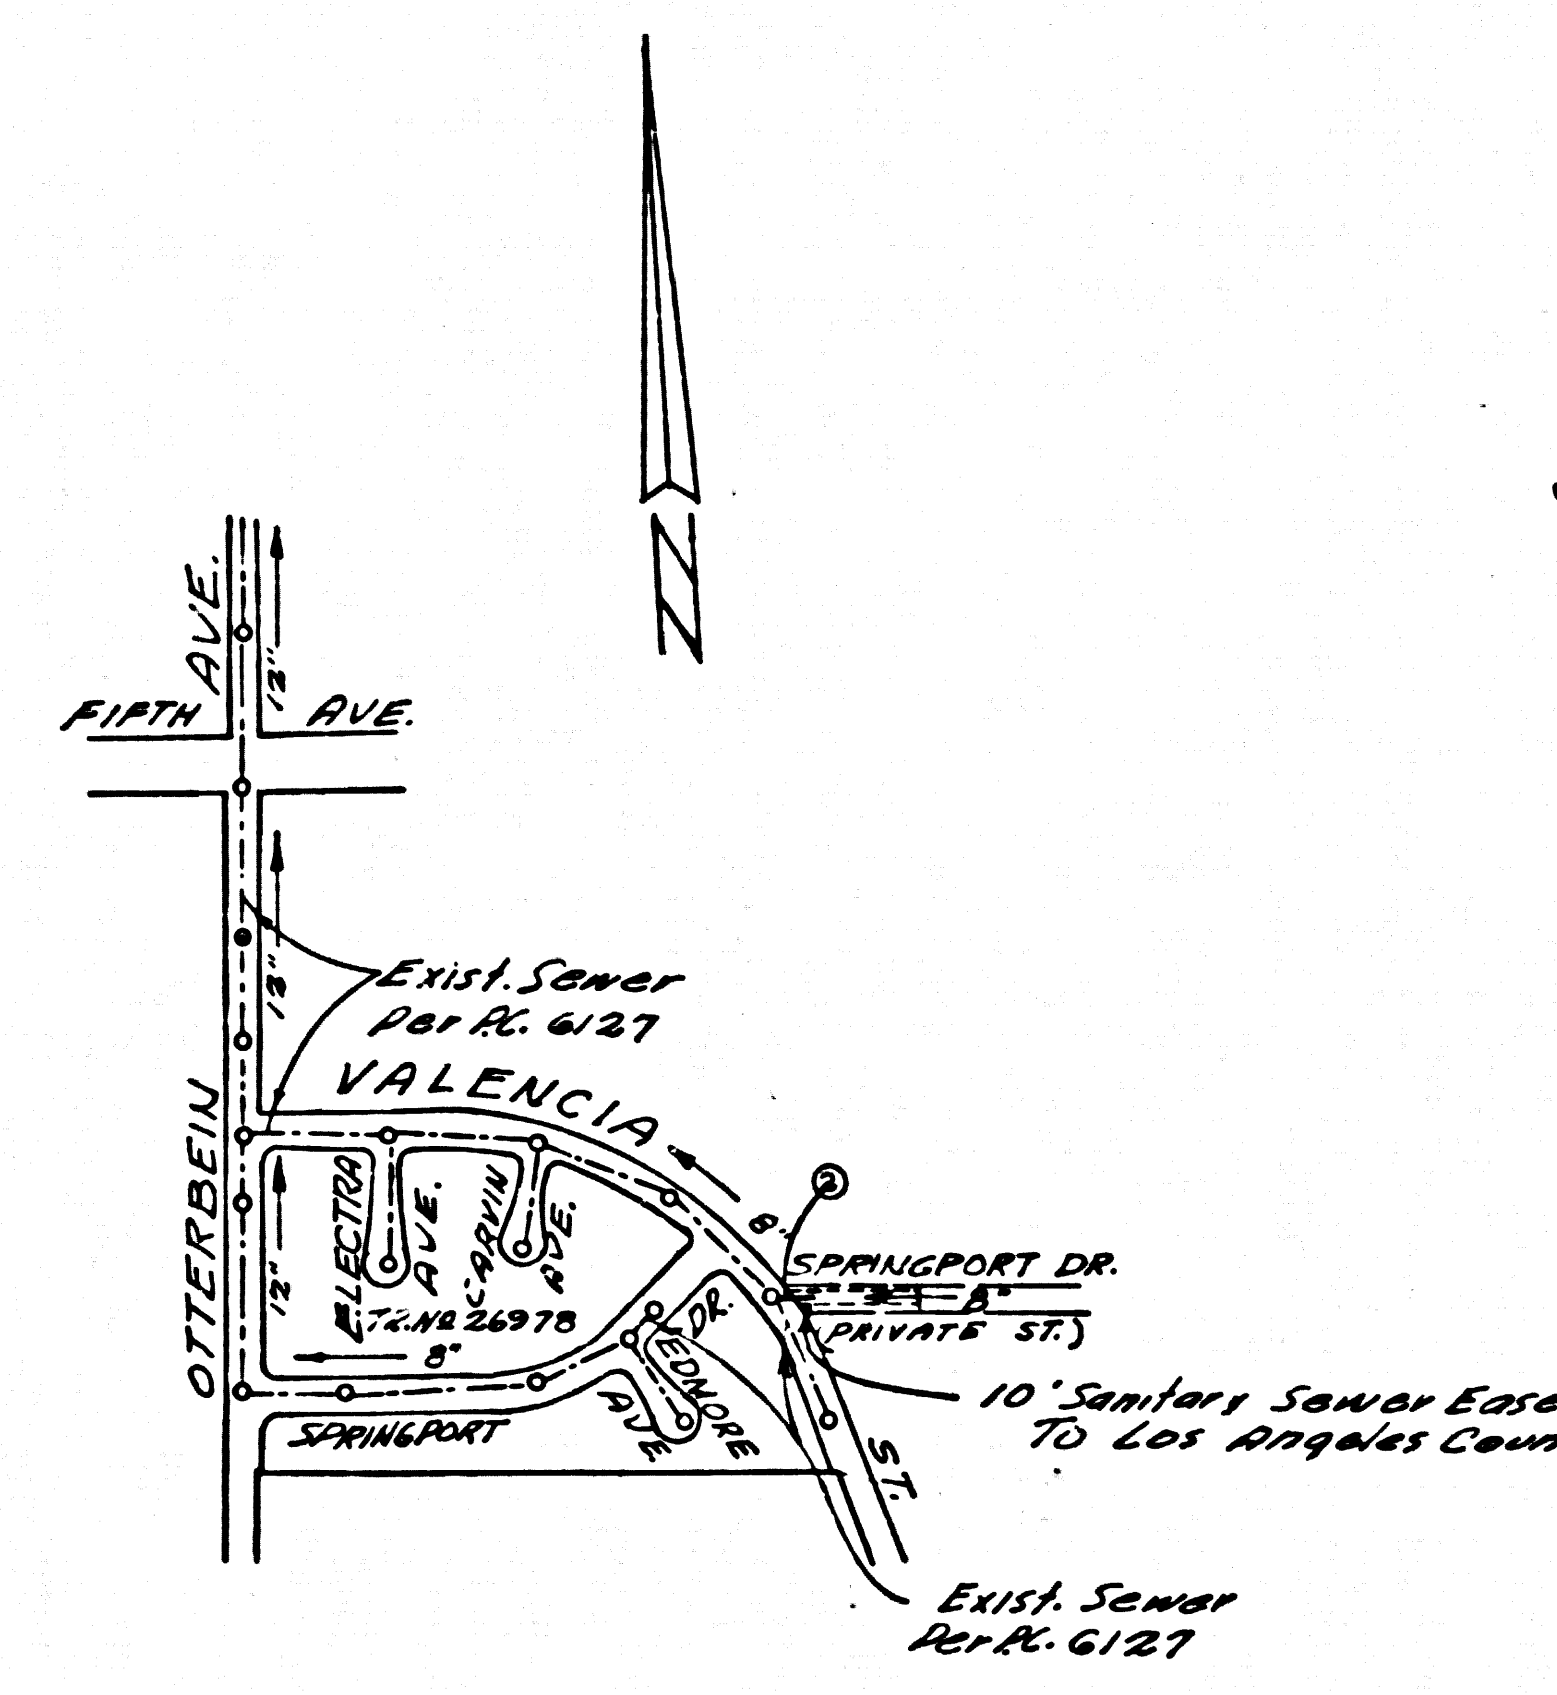 N
AVE.
12"
FIFTH AVE.
12"
Exist. Sewer
Per P.C. 6127
VALENCIA
OTTERBEIN
ELECTRA
AVE.
CARVIN
AVE.
12"
TR. No 26978
8"
8"
2
SPRINGPORT DR.
8"
(PRIVATE ST.)
DR.
EDMORE
AVE
SPRINGPORT
ST.
10' Sanitary Sewer Ease
To Los Angeles Coun
Exist. Sewer
Per P.C. 6127